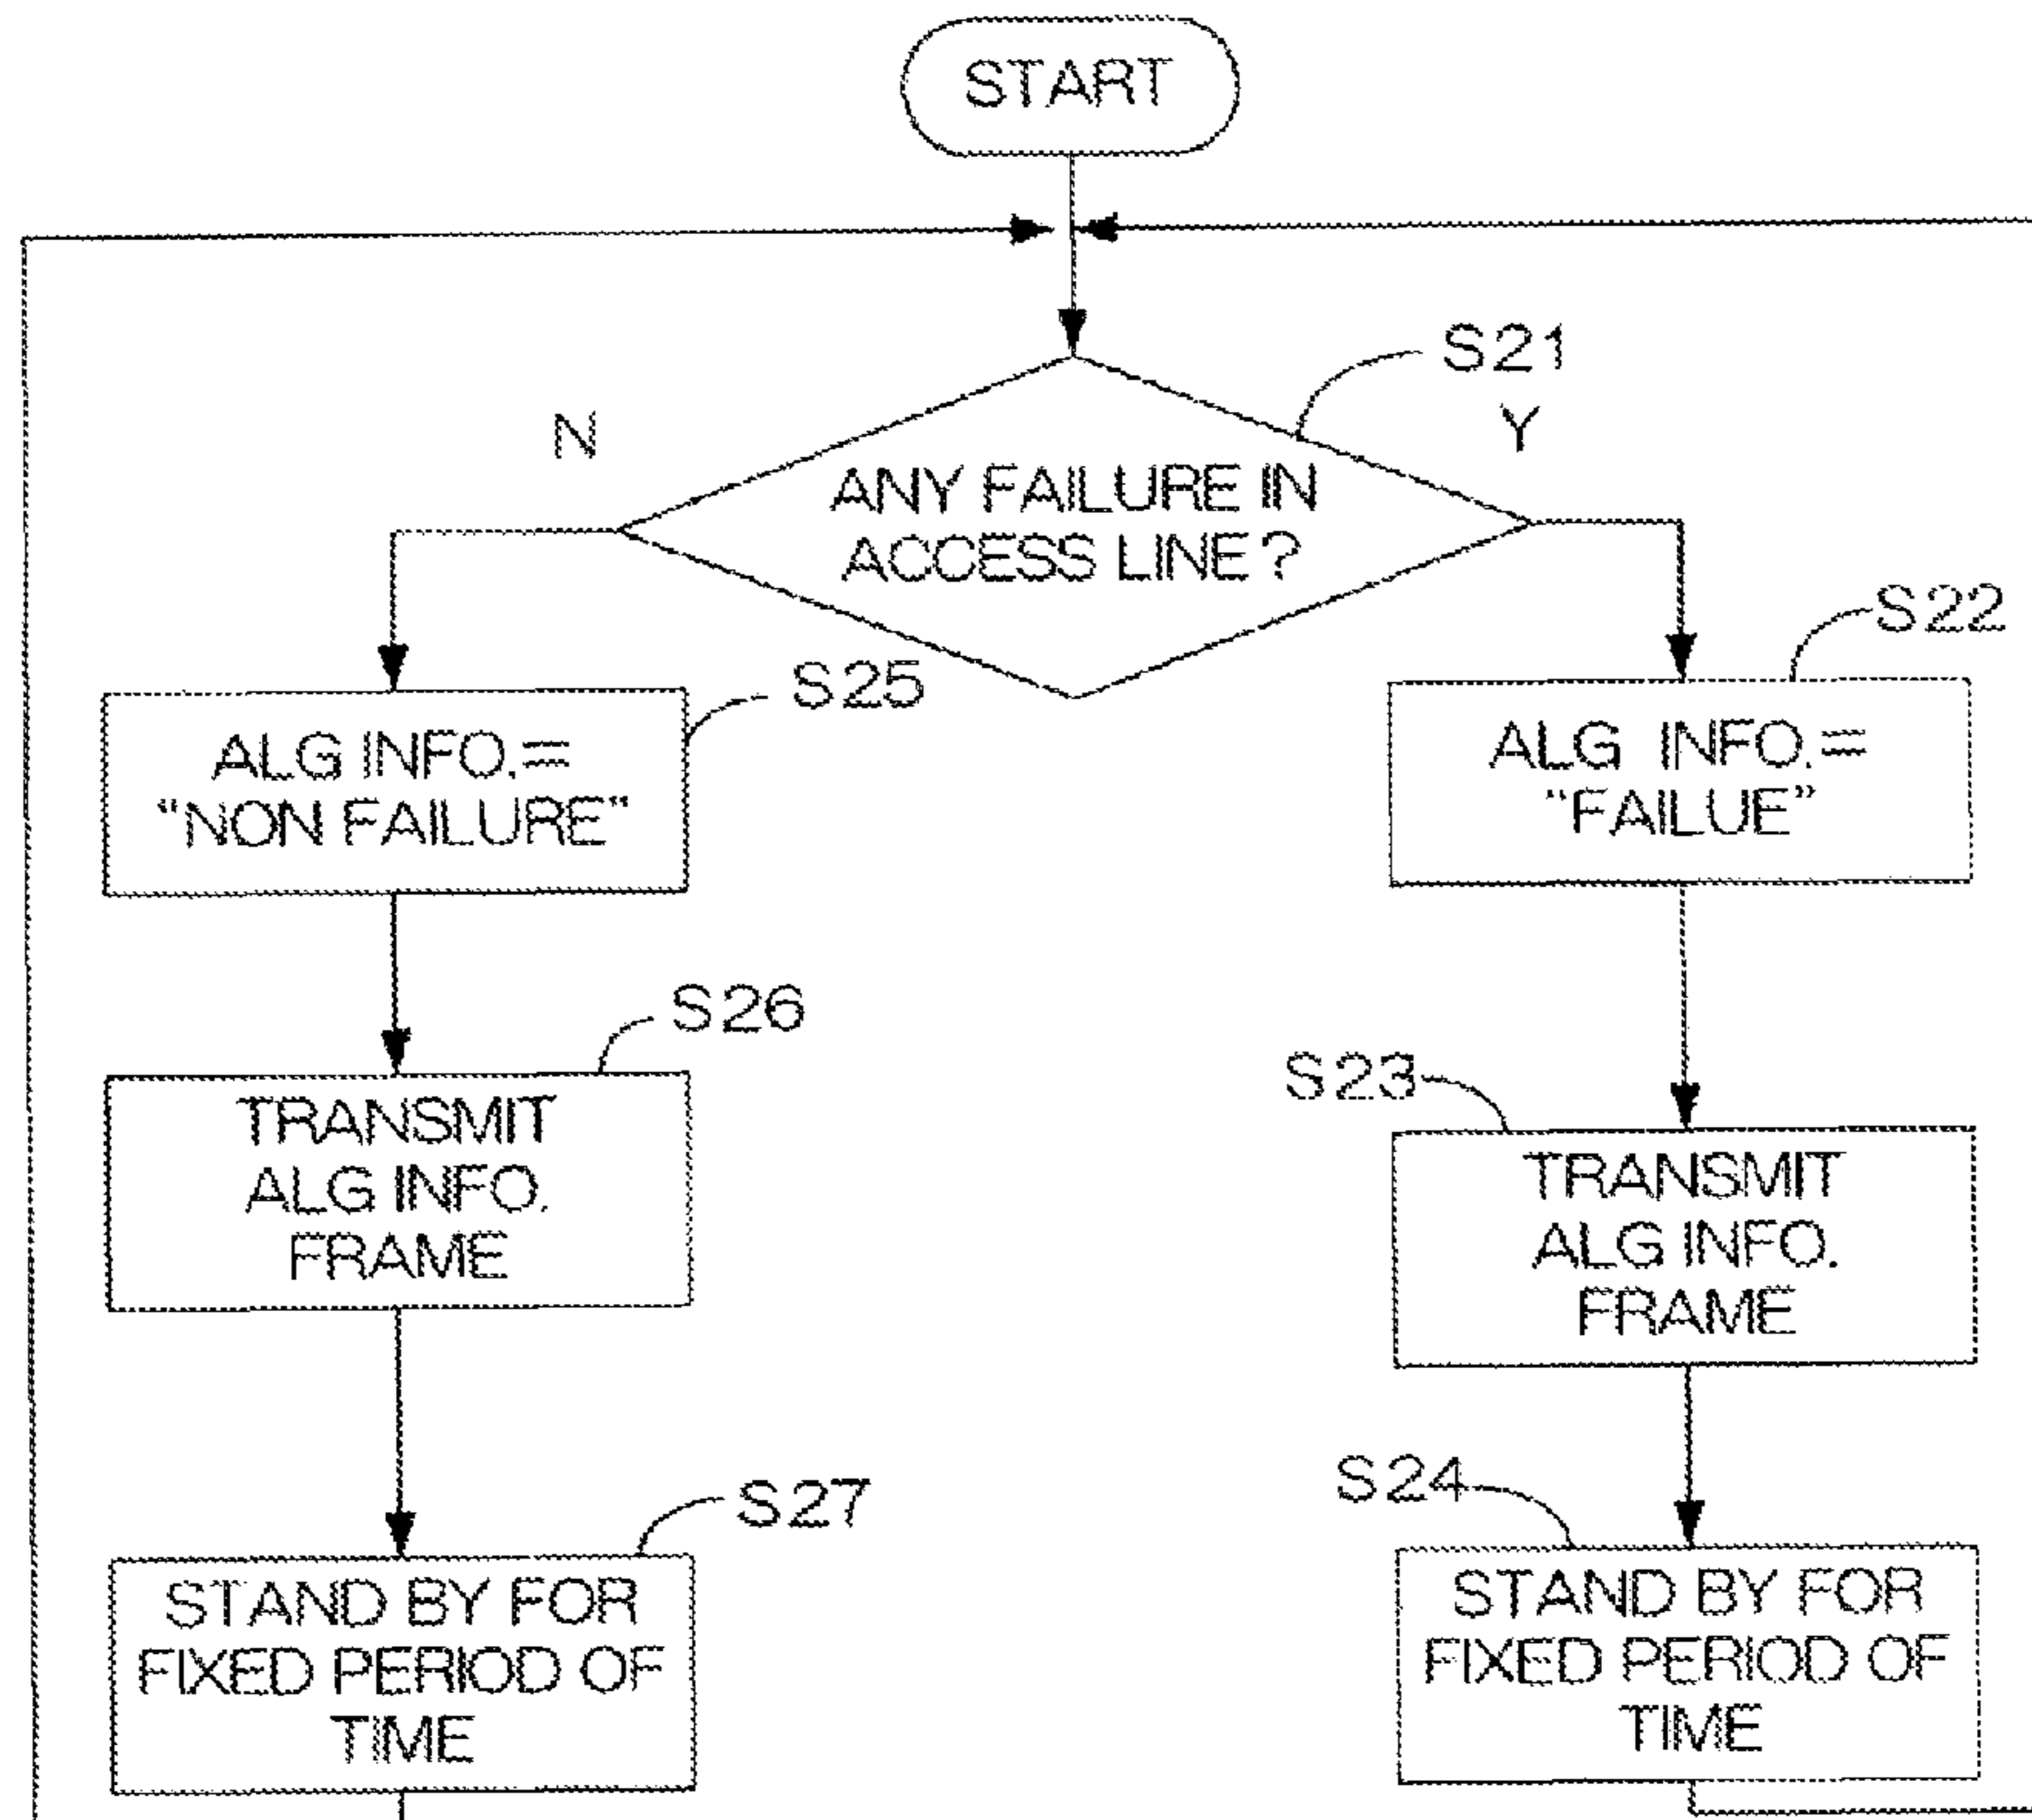 START
S21
N
Y
ANY FAILURE IN
ACCESS LINE?
S22
S25
ALG INFO.=
"NON FAILURE"
ALG INFO.=
"FAILUE"
S26
TRANSMIT
ALG INFO.
FRAME
S23
TRANSMIT
ALG INFO.
FRAME
S27
STAND BY FOR
FIXED PERIOD OF
TIME
S24
STAND BY FOR
FIXED PERIOD OF
TIME